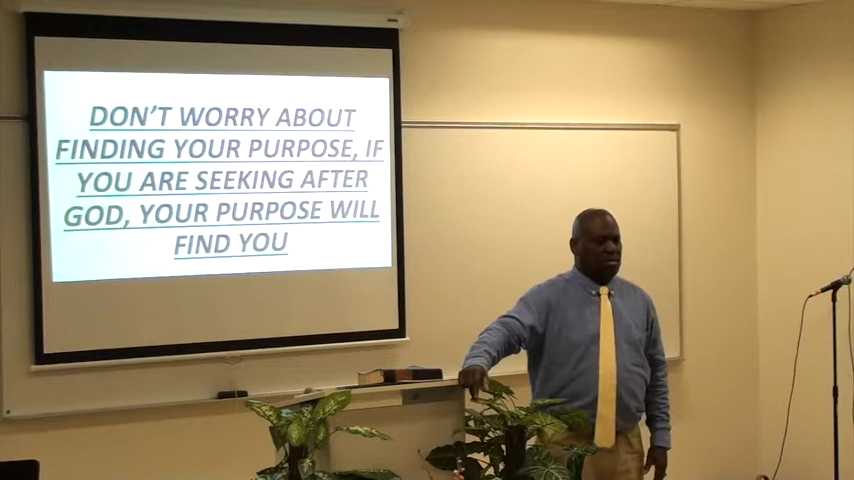 DON'T WORRY ABOUT
FINDING YOUR PURPOSE, IF
YOU ARE SEEKING AFTER
GOD, YOUR PURPOSE WILL
FIND YOU